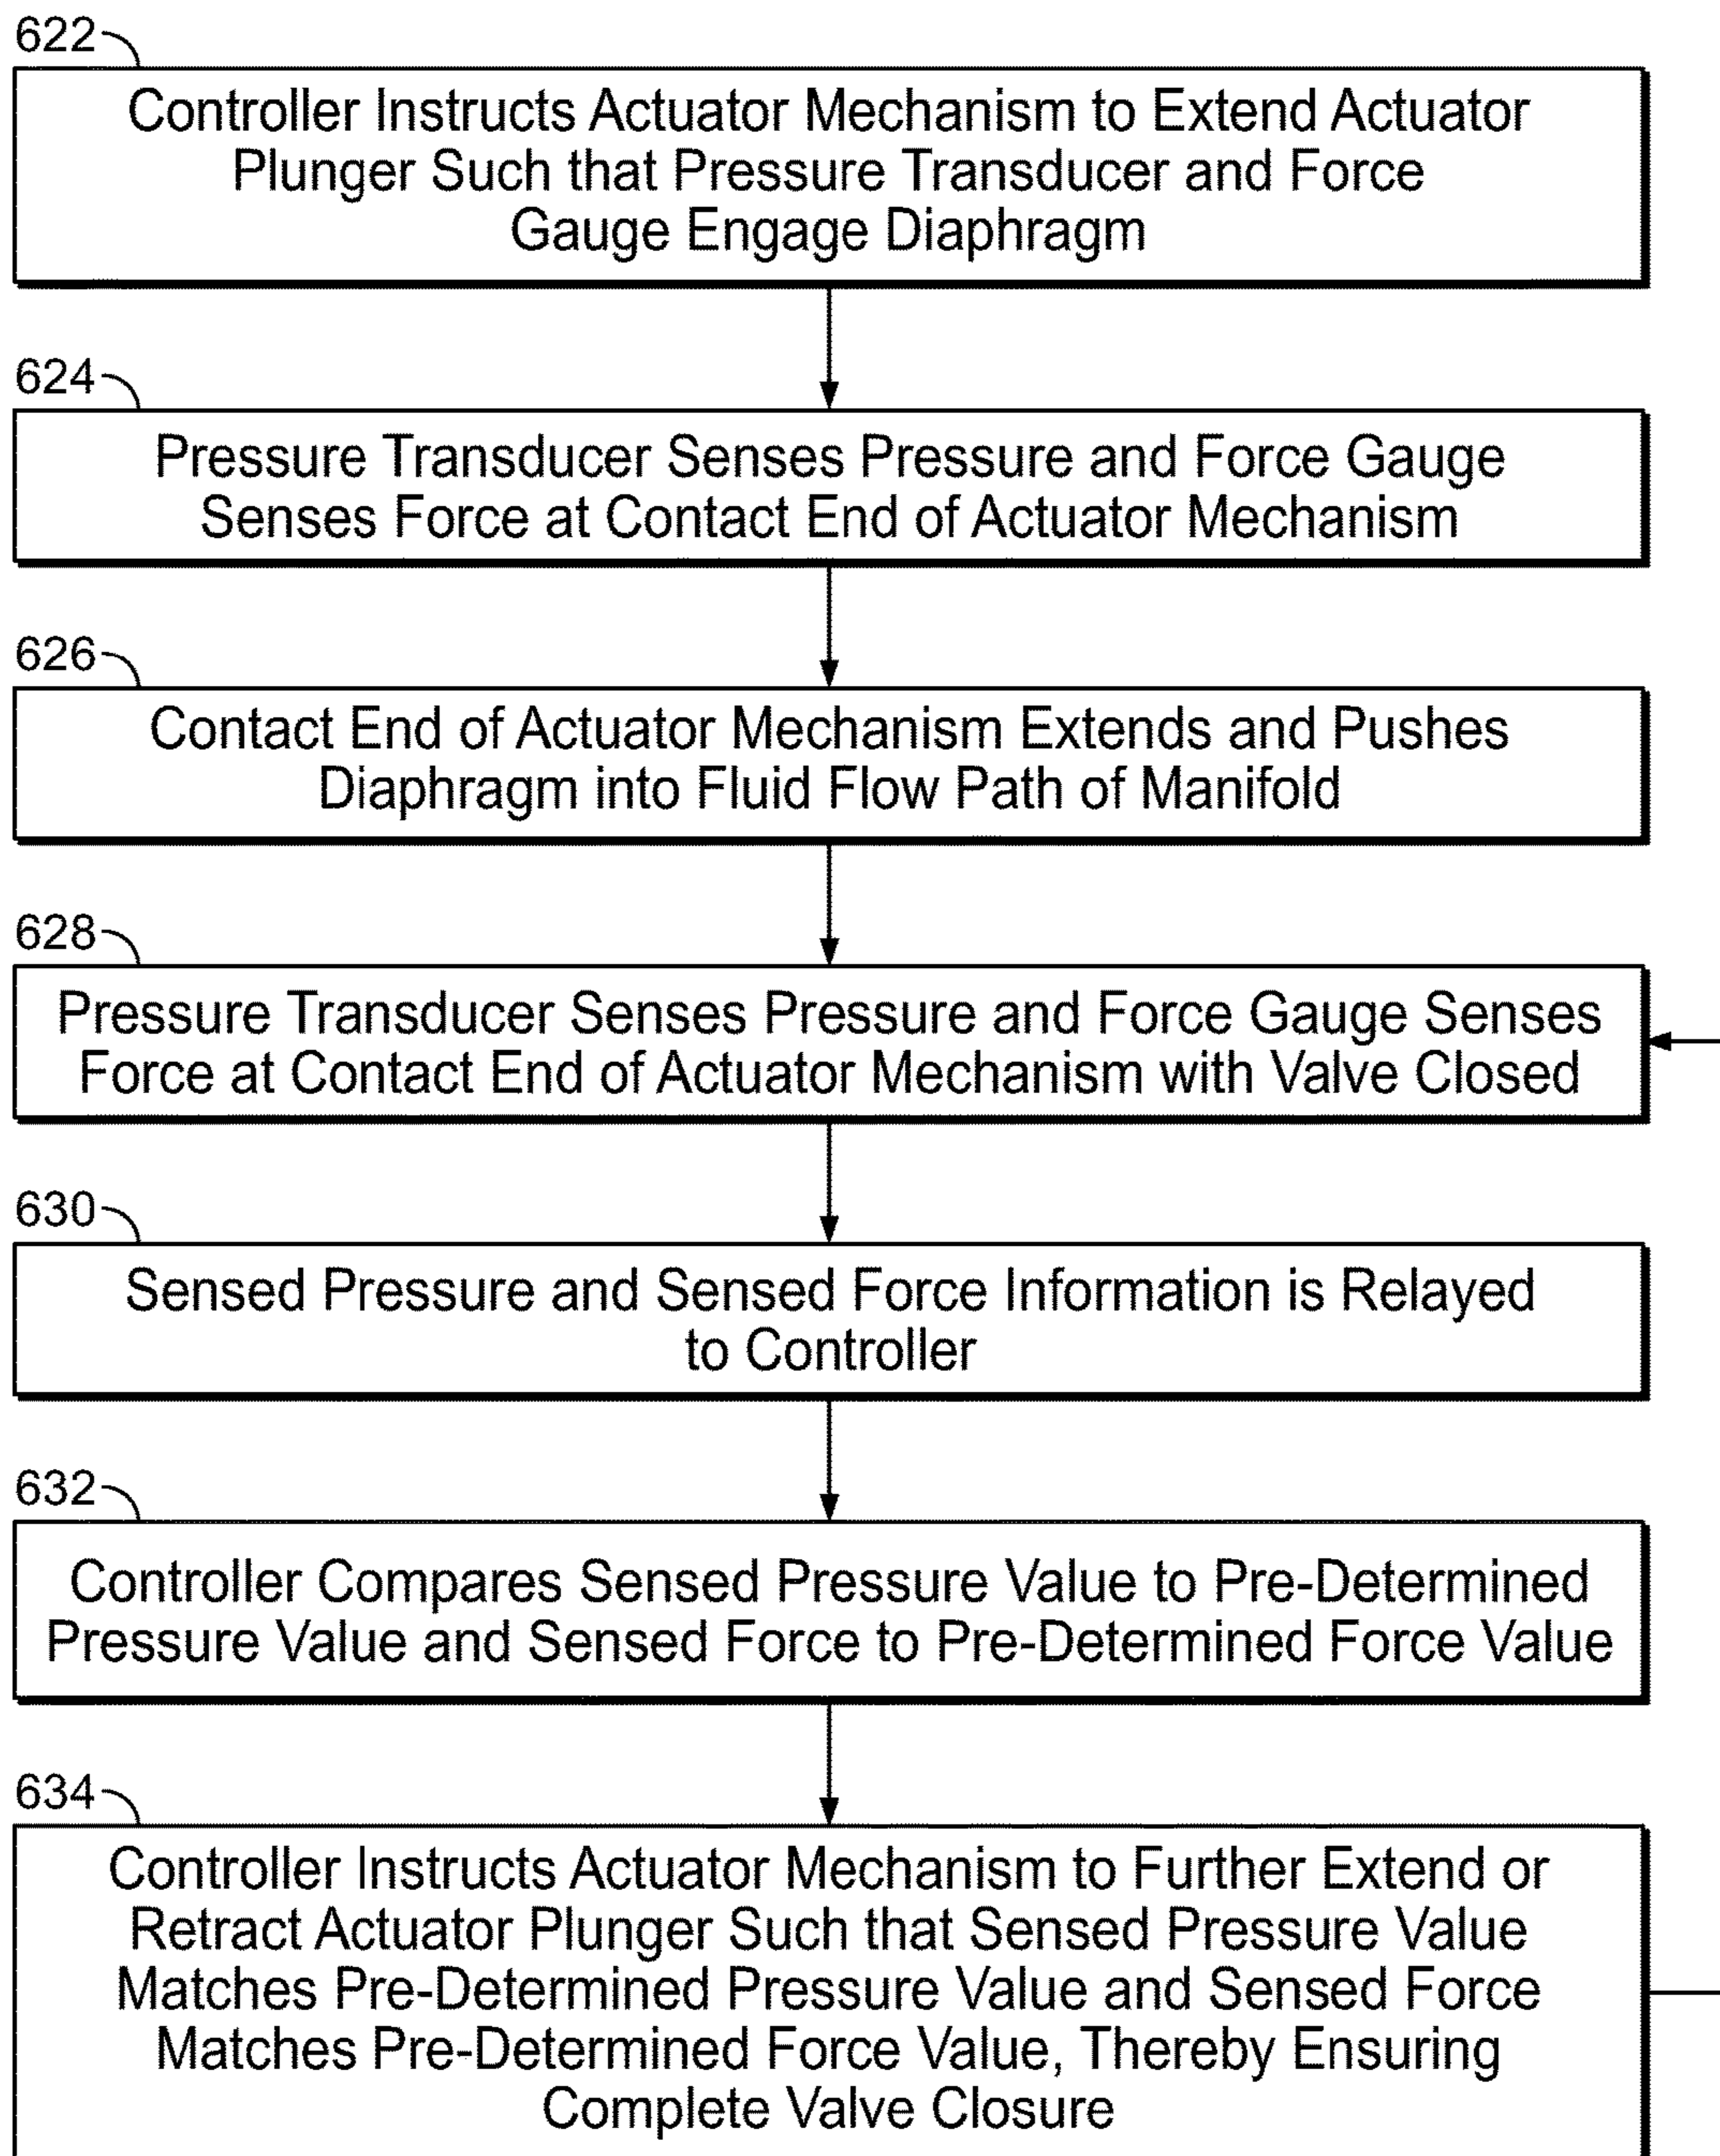 622
Controller Instructs Actuator Mechanism to Extend Actuator
Plunger Such that Pressure Transducer and Force
Gauge Engage Diaphragm
624
Pressure Transducer Senses Pressure and Force Gauge
Senses Force at Contact End of Actuator Mechanism
626
Contact End of Actuator Mechanism Extends and Pushes
Diaphragm into Fluid Flow Path of Manifold
628
Pressure Transducer Senses Pressure and Force Gauge Senses
Force at Contact End of Actuator Mechanism with Valve Closed
630
Sensed Pressure and Sensed Force Information is Relayed
to Controller
632
Controller Compares Sensed Pressure Value to Pre-Determined
Pressure Value and Sensed Force to Pre-Determined Force Value
634
Controller Instructs Actuator Mechanism to Further Extend or
Retract Actuator Plunger Such that Sensed Pressure Value
Matches Pre-Determined Pressure Value and Sensed Force
Matches Pre-Determined Force Value, Thereby Ensuring
Complete Valve Closure